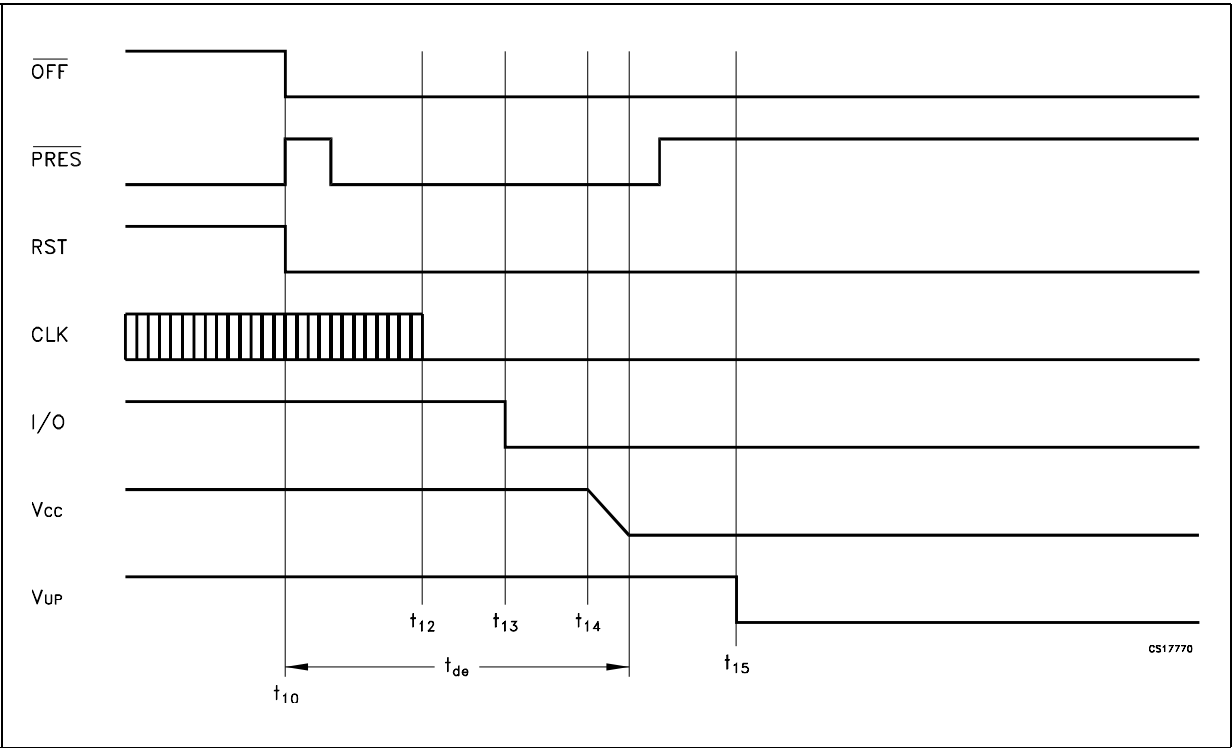 OFF
PRES
RST
CLK
I/O
Vcc
VUP
t12 t13 t14
tde
t15
CS17770
t10